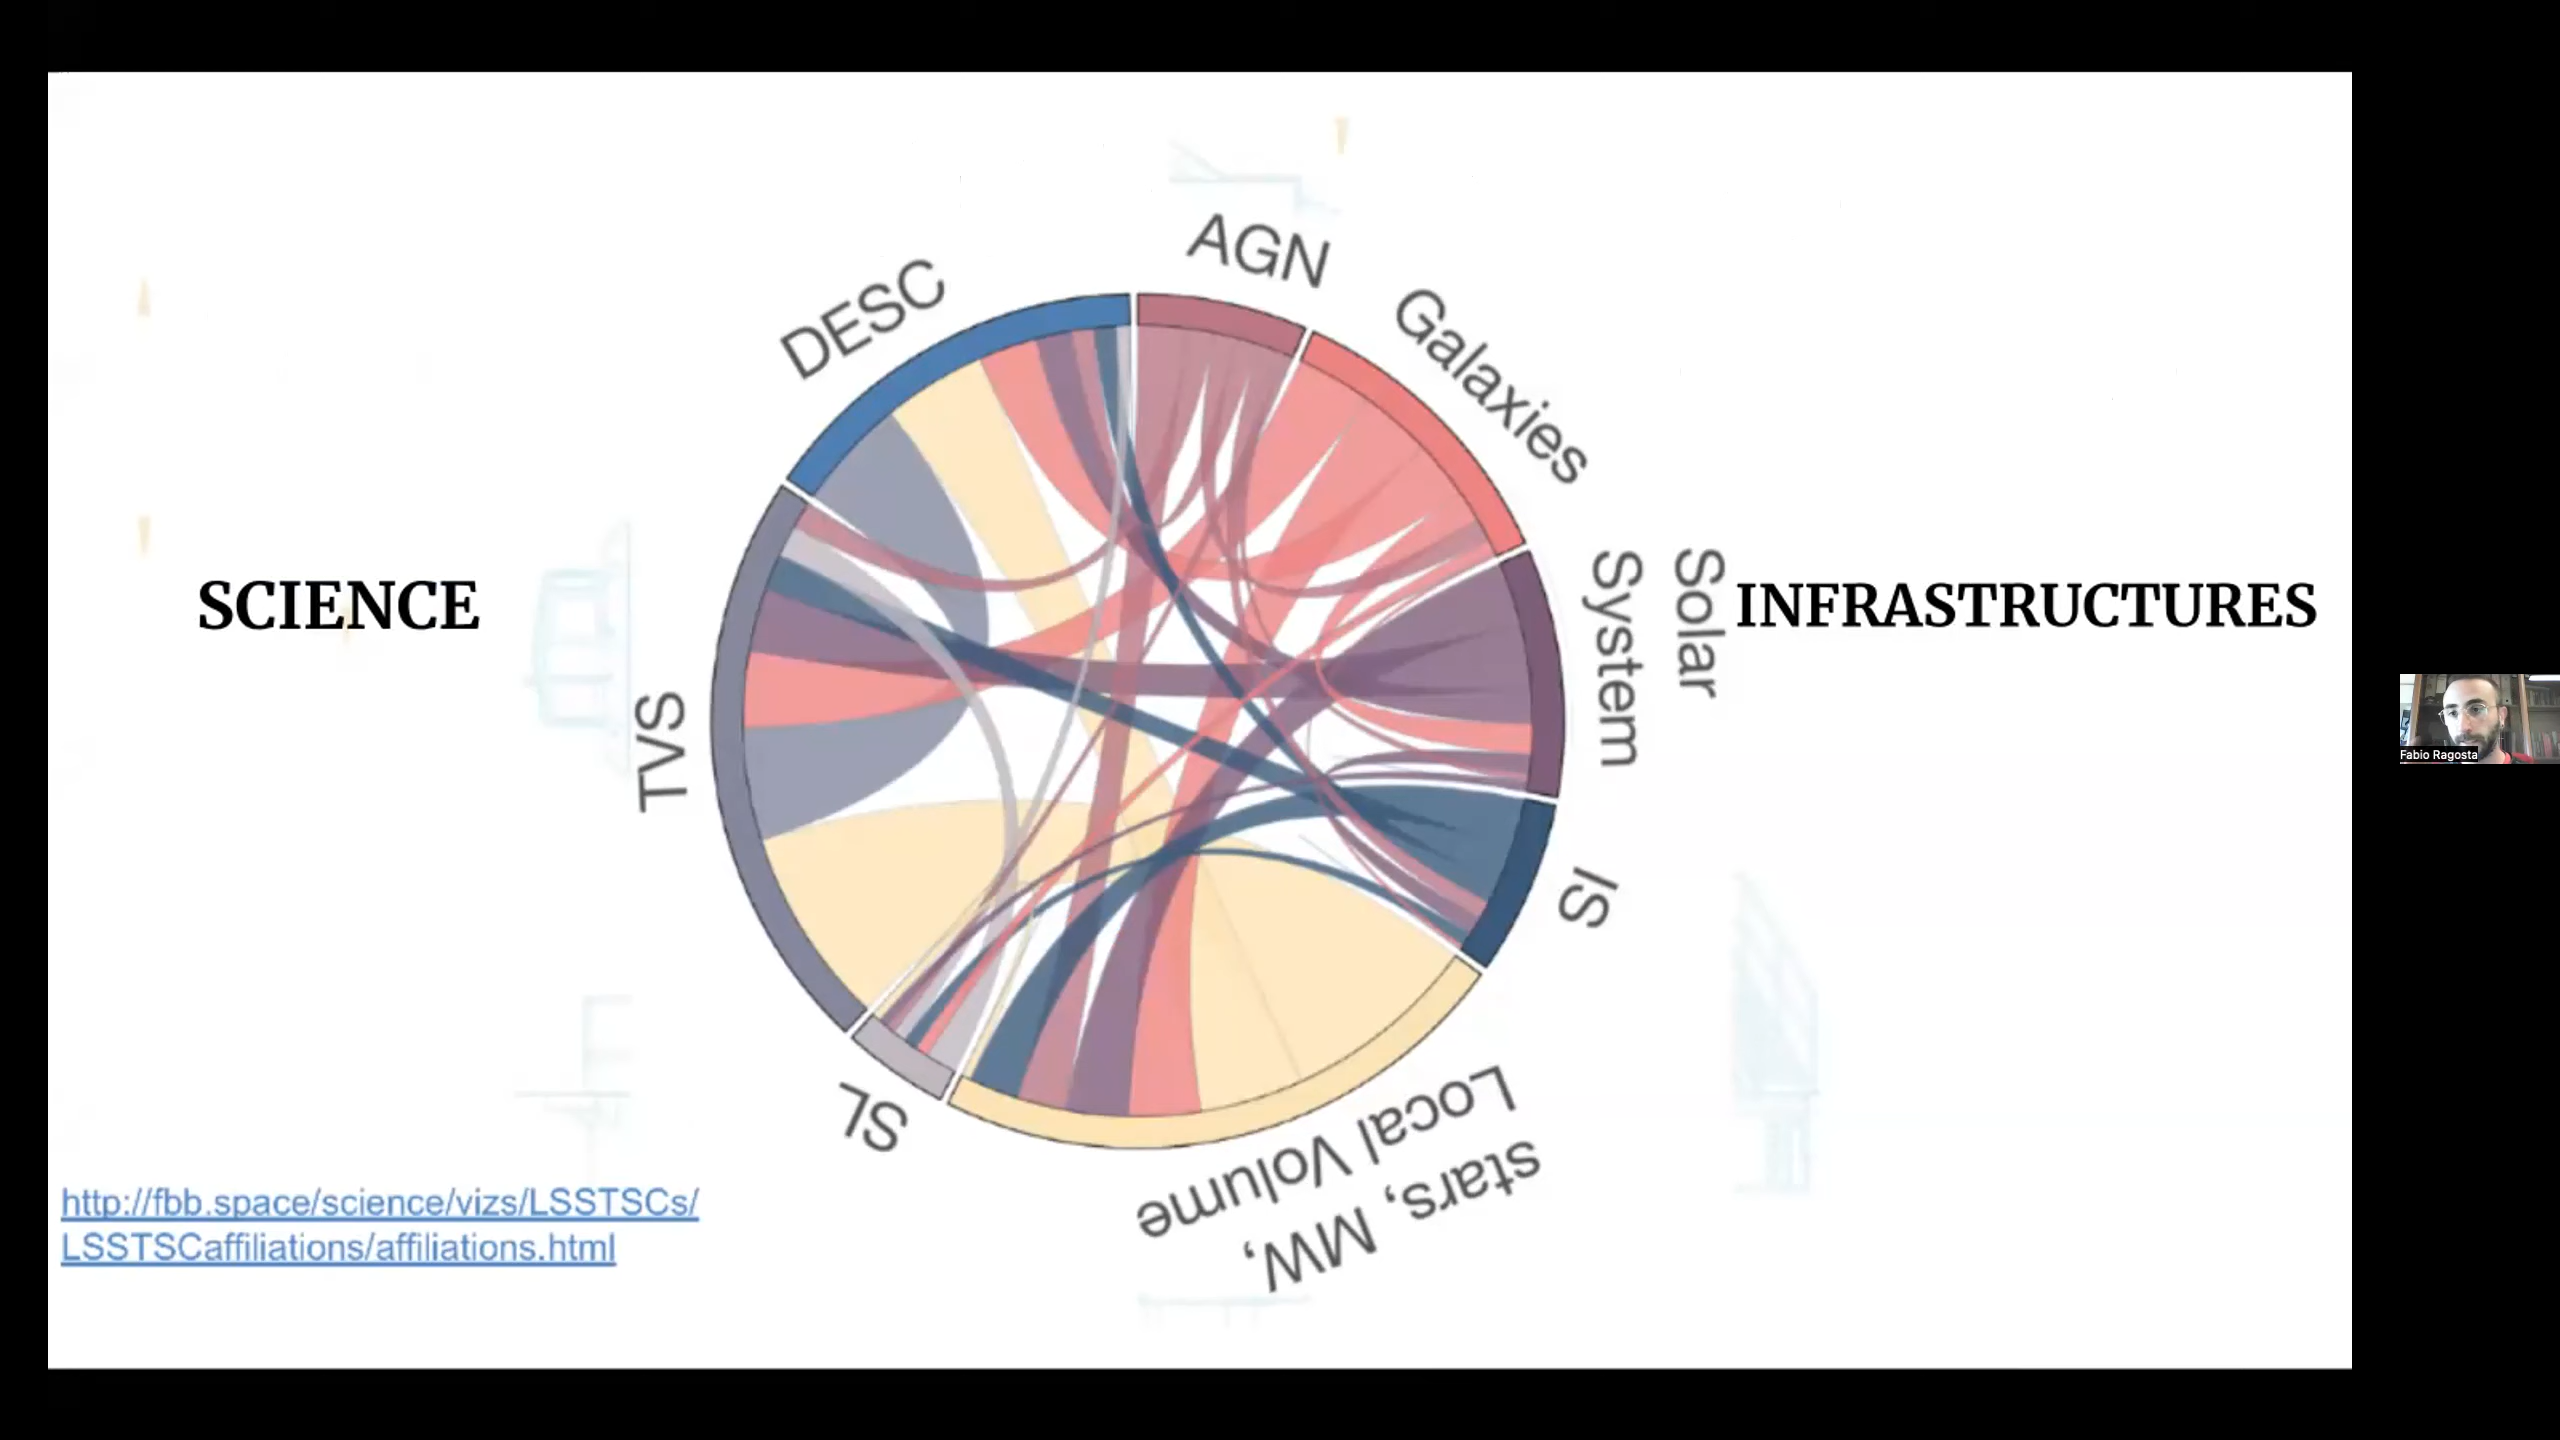 AGN
DESC
Galaxies
Solar
System
SCIENCE
INFRASTRUCTURES
TVS
IS
SL
stars, MW,
Local Volume
http://fbb.space/science/vizs/LSSTSCs/
LSSTSCaffiliations/affiliations.html
Fabio Ragosta